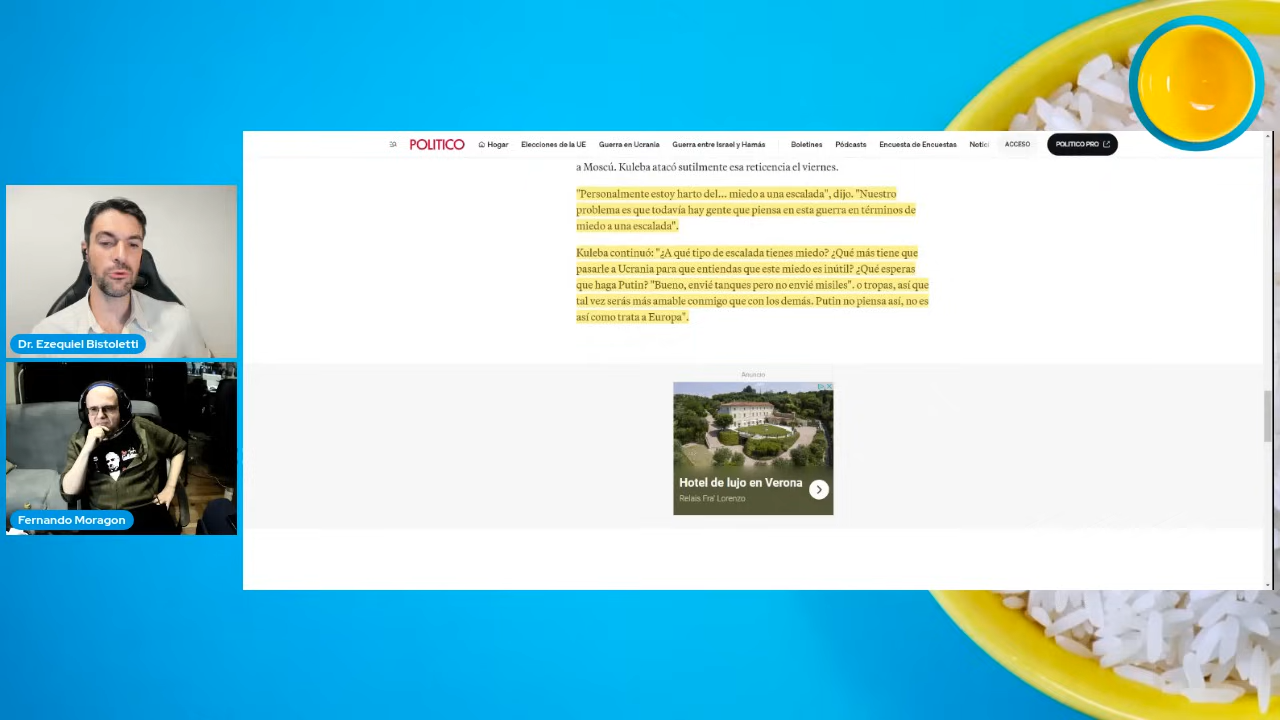 POLITICO
Hogar
Elecciones de la UE
Guerra en Ucrania
Guerra entre Israel y Hamás
Boletines
Pódcasts
Encuesta de Encuestas
Notici
ACCESO
POLITICO PRO
a Moscú. Kuleba atacó sutilmente esa reticencia el viernes.
"Personalmente estoy harto del... miedo a una escalada", dijo. "Nuestro
problema es que todavía hay gente que piensa en esta guerra en términos de
miedo a una escalada".
Kuleba continuó: "¿A qué tipo de escalada tienes miedo? ¿Qué más tiene que
pasarle a Ucrania para que entiendas que este miedo es inútil? ¿Qué esperas
que haga Putin? "Bueno, envié tanques pero no envié misiles". o tropas, así que
tal vez serás más amable conmigo que con los demás. Putin no piensa así, no es
así como trata a Europa".
Anuncio
Hotel de lujo en Verona
Relais Fra' Lorenzo
Dr. Ezequiel Bistoletti
Fernando Moragon